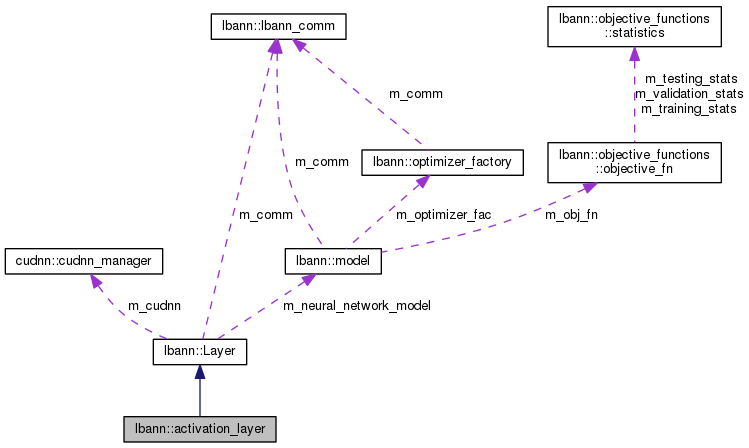 lbann::lbann_comm
lbann::objective_functions
::statistics
m_testing_stats
m_validation_stats
m_training_stats
m_comm
lbann::optimizer_factory
lbann::objective_functions
::objective_fn
m_comm
m_comm
m_optimizer_fac
m_obj_fn
cudnn::cudnn_manager
lbann::model
m_cudnn
m_neural_network_model
lbann::Layer
lbann::activation_layer